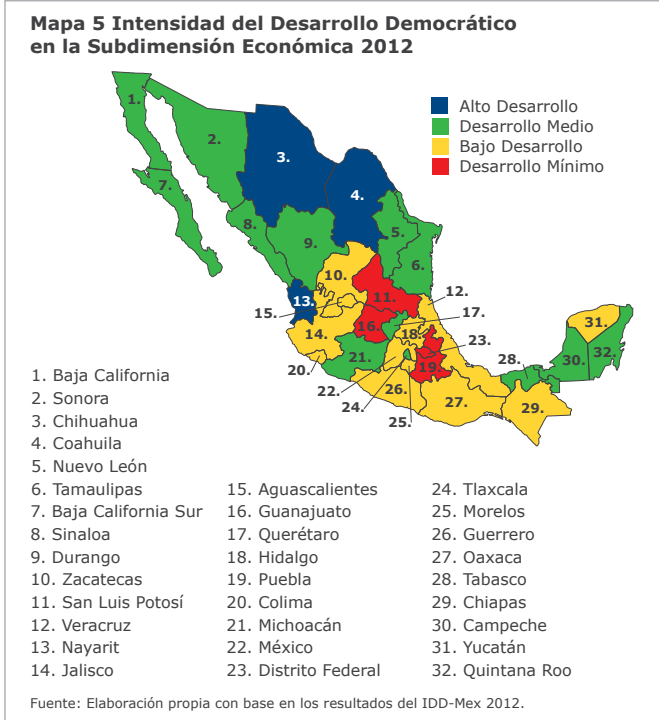 Mapa 5 Intensidad del Desarrollo Democrático
en la Subdimensión Económica 2012
Alto Desarrollo
Desarrollo Medio
Bajo Desarrollo
Desarrollo Mínimo
1.
2.
3.
4.
7.
8.
9.
5.
6.
10.
11.
12.
13.
15.
17.
14.
16.
18.
23.
20.
21.
22.
24.
19.
25.
26.
27.
28.
29.
30.
31.
32.
1. Baja California
2. Sonora
3. Chihuahua
4. Coahuila
5. Nuevo León
6. Tamaulipas
7. Baja California Sur
8. Sinaloa
9. Durango
10. Zacatecas
11. San Luis Potosí
12. Veracruz
13. Nayarit
14. Jalisco
15. Aguascalientes
16. Guanajuato
17. Querétaro
18. Hidalgo
19. Puebla
20. Colima
21. Michoacán
22. México
23. Distrito Federal
24. Tlaxcala
25. Morelos
26. Guerrero
27. Oaxaca
28. Tabasco
29. Chiapas
30. Campeche
31. Yucatán
32. Quintana Roo
Fuente: Elaboración propia con base en los resultados del IDD-Mex 2012.